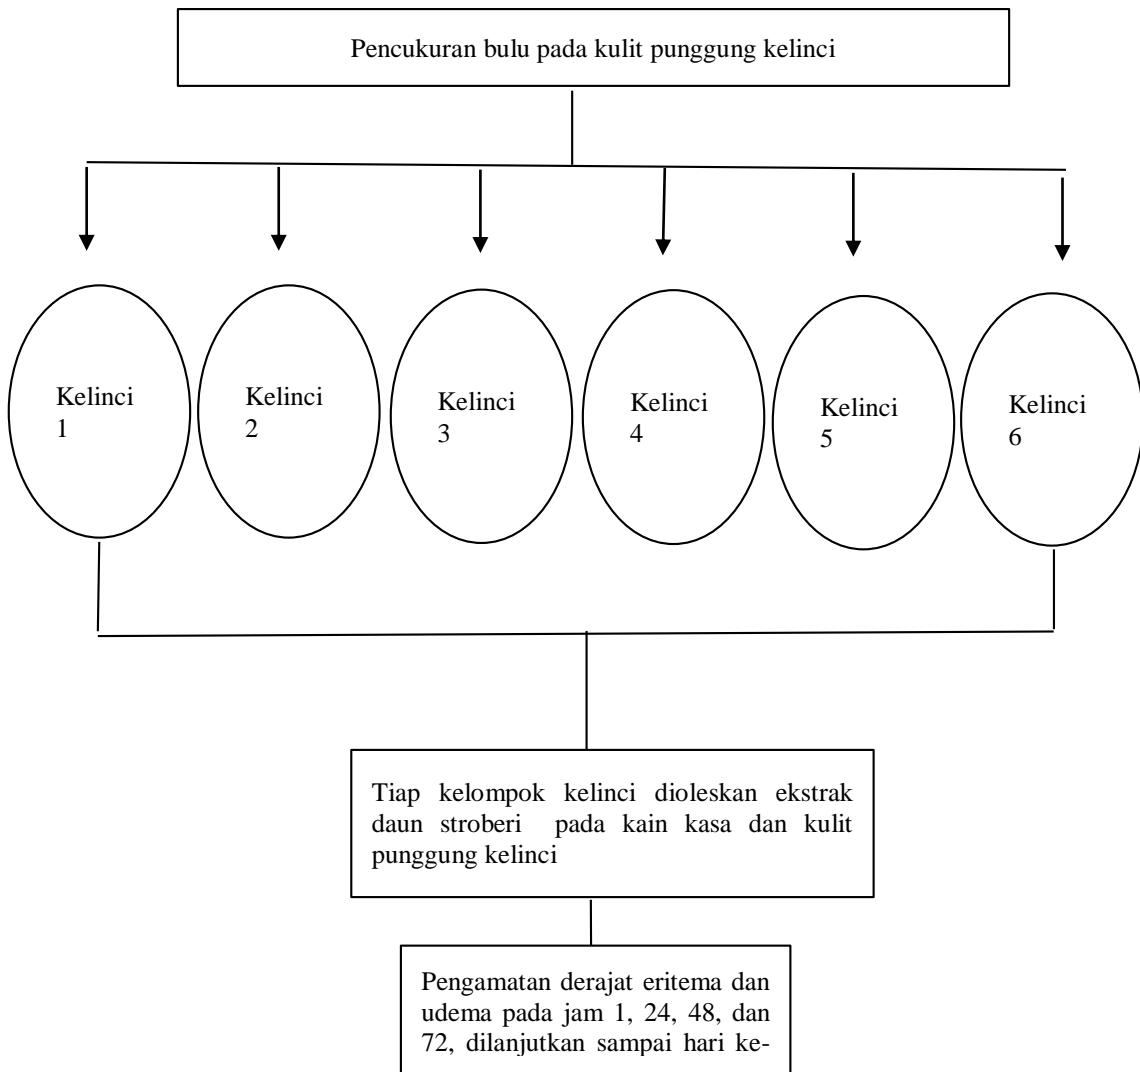 Pencukuran bulu pada kulit punggung kelinci
Kelinci
1
Kelinci
2
Kelinci
3
Kelinci
4
Kelinci
5
Kelinci
6
Tiap kelompok kelinci dioleskan ekstrak
daun stroberi pada kain kasa dan kulit
punggung kelinci
Pengamatan derajat eritema dan
udema pada jam 1, 24, 48, dan
72, dilanjutkan sampai hari ke-